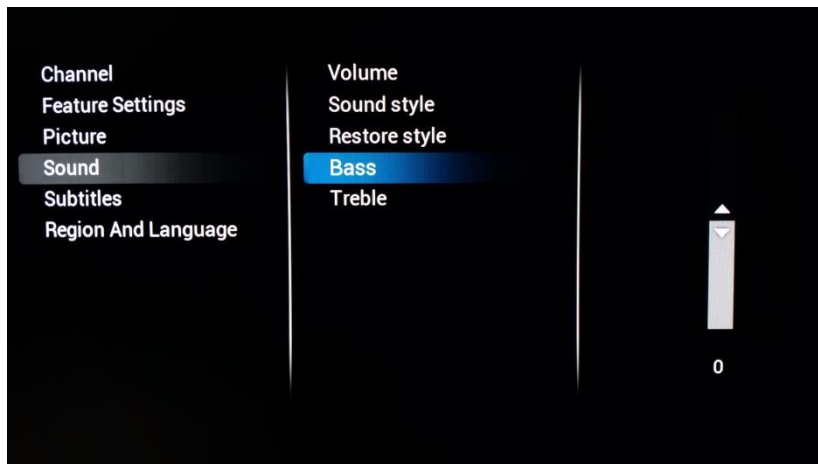 Channel
Feature Settings
Picture
Sound
Subtitles
Region And Language
Volume
Sound style
Restore style
Bass
Treble
0